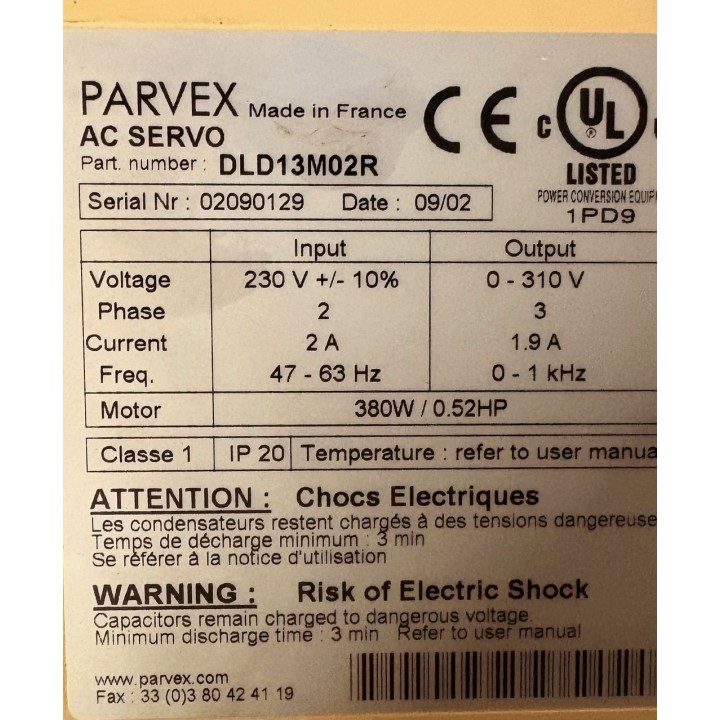 PARVEX Made in France
AC SERVO
Part. number : DLD13M02R
CE
C UL ®
LISTED
POWER CONVERSION
1PD9
Serial Nr : 02090129 Date : 09/02
Input Output
Voltage 230 V +/- 10% 0 - 310 V
Phase 2 3
Current 2 A 1.9 A
Freq. 47 - 63 Hz 0 - 1 kHz
Motor 380W / 0.52HP
Classe 1 IP 20 Temperature : refer to user manua
ATTENTION : Chocs Electriques
Les condensateurs restent chargés à des tensions dangereuse
Temps de décharge minimum : 3 min
Se référer à la notice d'utilisation
WARNING : Risk of Electric Shock
Capacitors remain charged to dangerous voltage.
Minimum discharge time : 3 min Refer to user manual
www.parvex.com
Fax : 33 (0)3 80 42 41 19